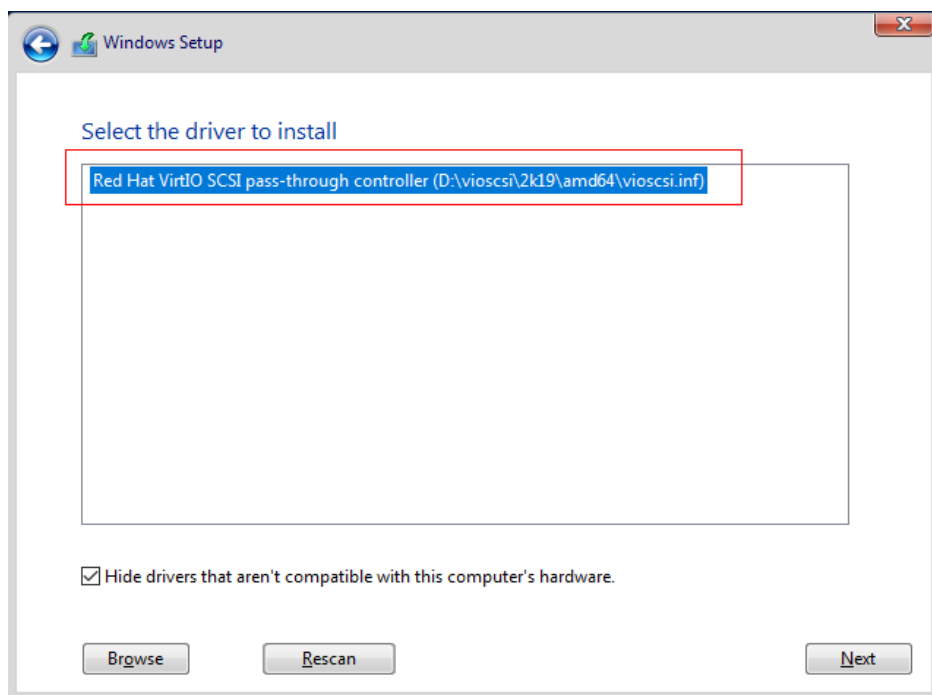 Windows Setup
Select the driver to install
Red Hat VirtIO SCSI pass-through controller (D:\vioscsi\2k19\amd64\vioscsi.inf)
Hide drivers that aren't compatible with this computer's hardware.
Browse Rescan Next